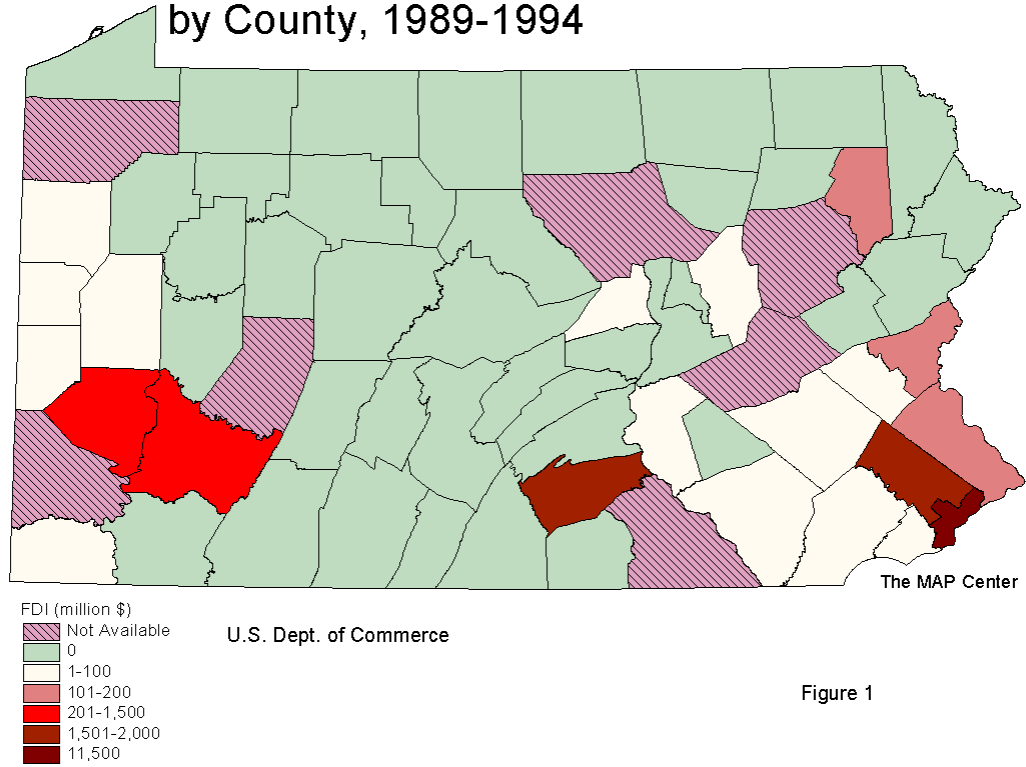 by County, 1989-1994
The MAP Center
FDI (million $)
Not Available
0
1-100
101-200
201-1,500
1,501-2,000
11,500
U.S. Dept. of Commerce
Figure 1